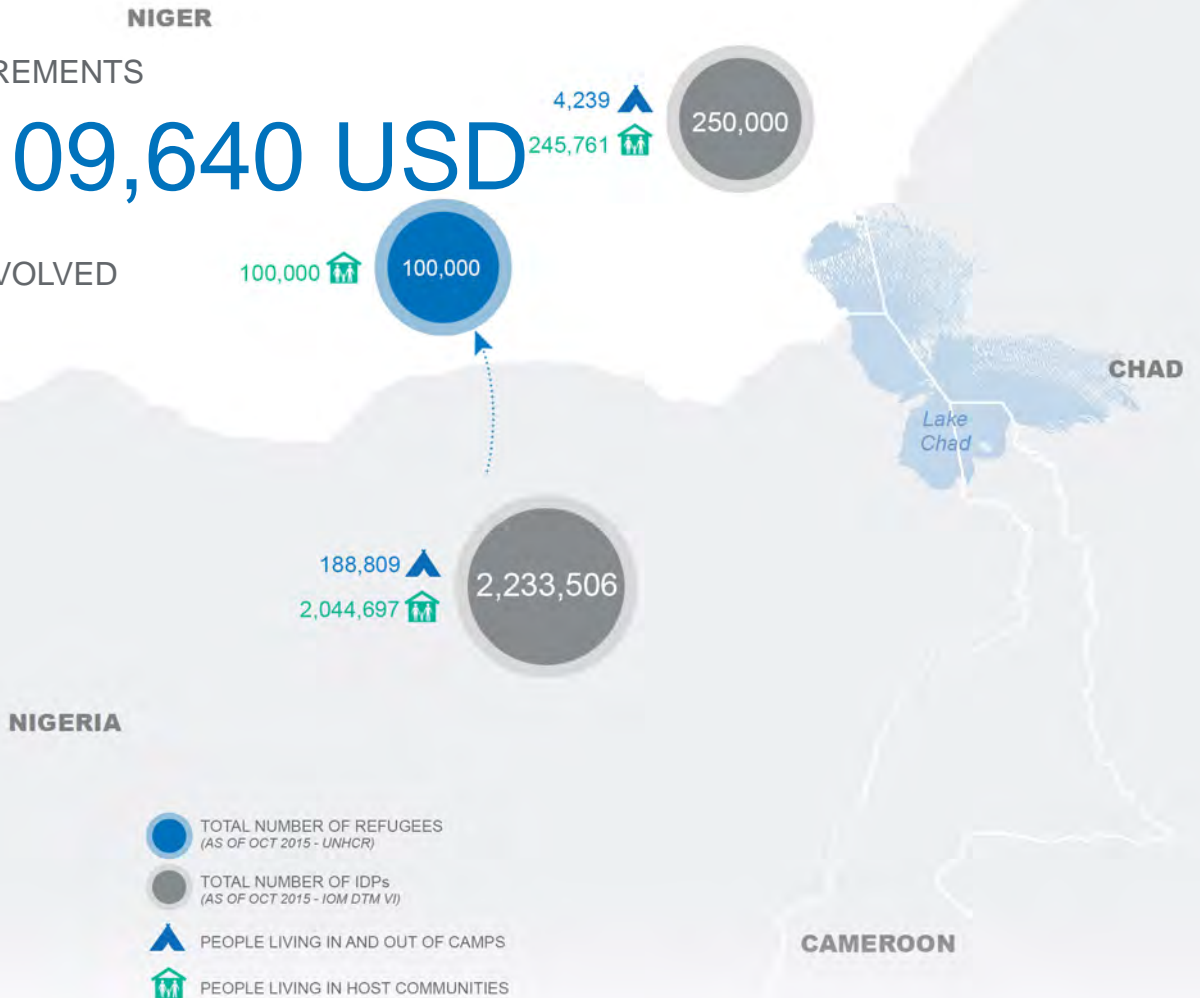 NIGER
REMENTS
09,640 USD
4,239
245,761
250,000
VOLVED
100,000
100,000
CHAD
Lake
Chad
188,809
2,044,697
2,233,506
NIGERIA
TOTAL NUMBER OF REFUGEES
(AS OF OCT 2015 - UNHCR)
TOTAL NUMBER OF IDPs
(AS OF OCT 2015 - IOM DTM VI)
PEOPLE LIVING IN AND OUT OF CAMPS
CAMEROON
PEOPLE LIVING IN HOST COMMUNITIES